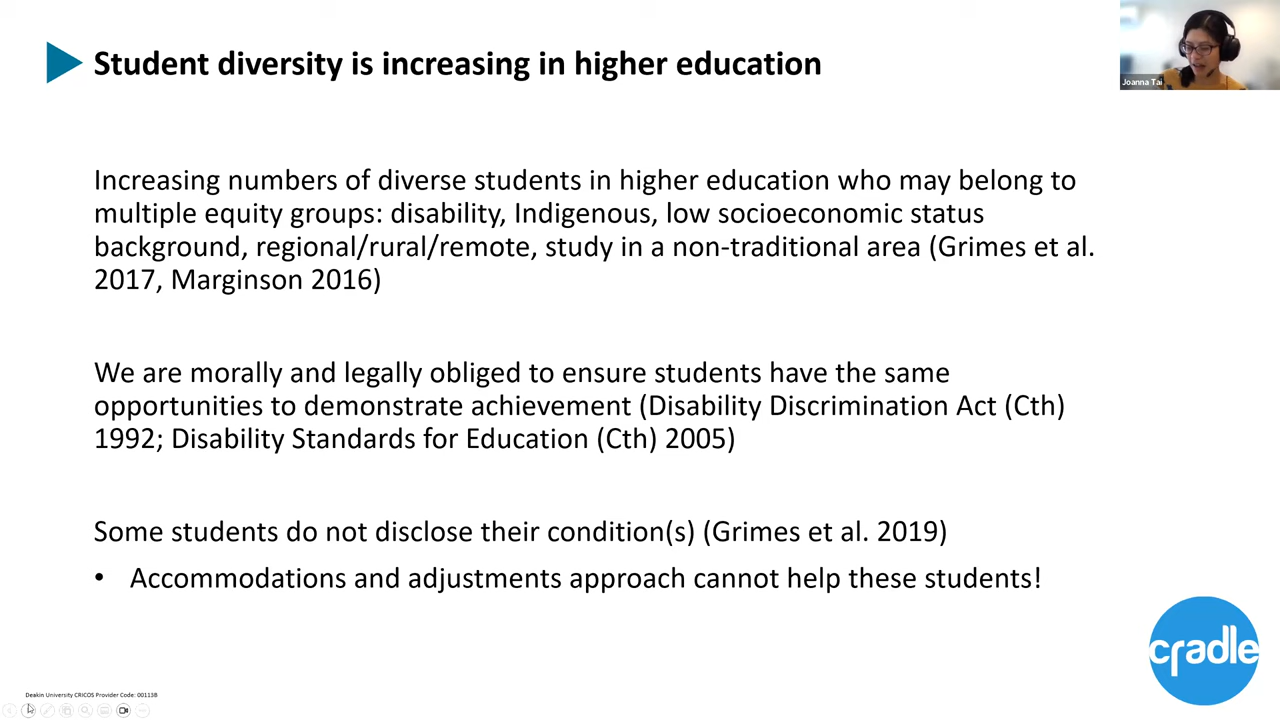 Student diversity is increasing in higher education
Joanna Tai
Increasing numbers of diverse students in higher education who may belong to
multiple equity groups: disability, Indigenous, low socioeconomic status
background, regional/rural/remote, study in a non-traditional area (Grimes et al.
2017, Marginson 2016)
We are morally and legally obliged to ensure students have the same
opportunities to demonstrate achievement (Disability Discrimination Act (Cth)
1992; Disability Standards for Education (Cth) 2005)
Some students do not disclose their condition(s) (Grimes et al. 2019)
• Accommodations and adjustments approach cannot help these students!
cradle
Deakin University CRICOS Provider Code: 00113B